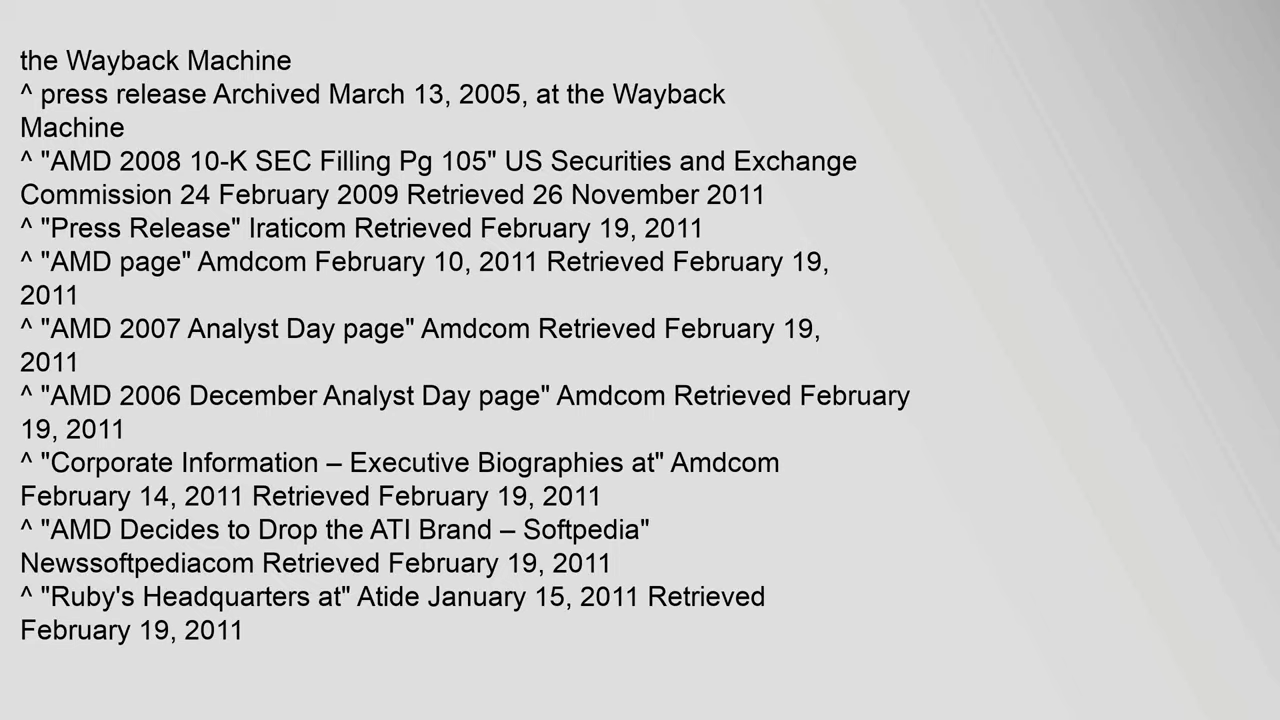 the Wayback Machine
^ press release Archived March 13, 2005, at the Wayback
Machine
^ "AMD 2008 10-K SEC Filling Pg 105" US Securities and Exchange
Commission 24 February 2009 Retrieved 26 November 2011
^ "Press Release" Iraticom Retrieved February 19, 2011
^ "AMD page" Amdcom February 10, 2011 Retrieved February 19,
2011
^ "AMD 2007 Analyst Day page" Amdcom Retrieved February 19,
2011
^ "AMD 2006 December Analyst Day page" Amdcom Retrieved February
19, 2011
^ "Corporate Information – Executive Biographies at" Amdcom
February 14, 2011 Retrieved February 19, 2011
^ "AMD Decides to Drop the ATI Brand – Softpedia"
Newssoftpediacom Retrieved February 19, 2011
^ "Ruby's Headquarters at" Atide January 15, 2011 Retrieved
February 19, 2011